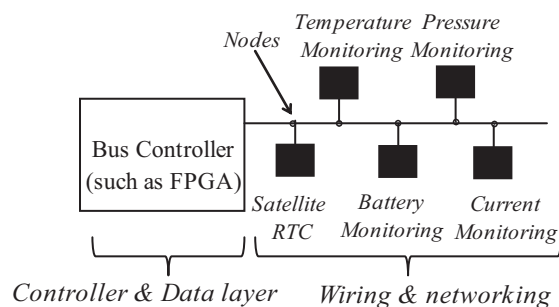 Temperature
Monitoring
Pressure
Monitoring
Nodes
Bus Controller
(such as FPGA)
Satellite
RTC
Battery
Monitoring
Current
Monitoring
Controller & Data layer
Wiring & networking